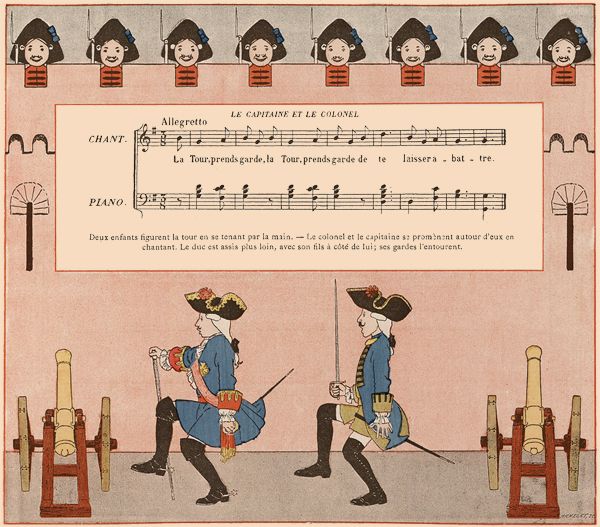 LE CAPITAINE ET LE COLONEL
Allegretto
CHANT.
La Tour, prends garde, la Tour, prends garde de te laisser a - bat - tre.
PIANO.
Deux enfants figurent la tour en se tenant par la main. — Le colonel et le capitaine se promènent autour d'eux en
chantant. Le duc est assis plus loin, avec son fils à côté de lui; ses gardes l'entourent.